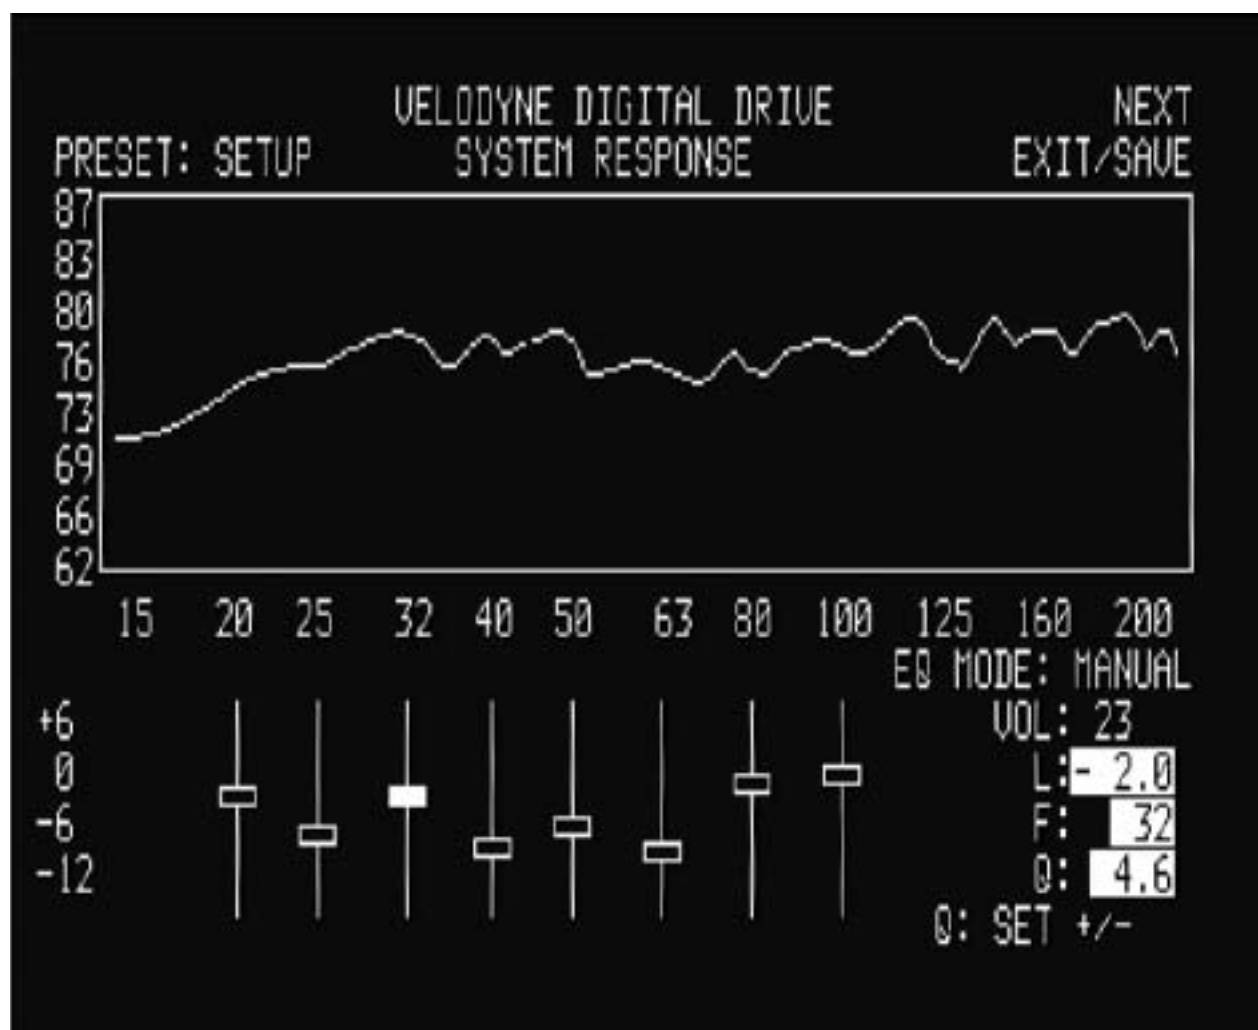 VELODYNE DIGITAL DRIVE NEXT
PRESET: SETUP SYSTEM RESPONSE EXIT/SAVE
87
83
80
76
73
69
66
62
15 20 25 32 40 50 63 80 100 125 160 200
EQ MODE: MANUAL
+6 VOL: 23
0 L:- 2.0
-6 F: 32
-12 Q: 4.6
Q: SET +/-